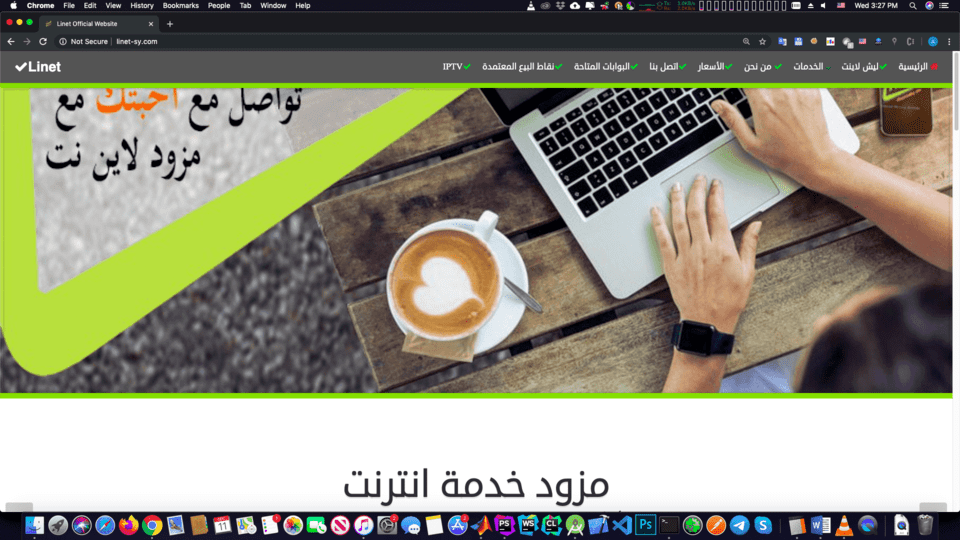 Chrome File Edit View History Bookmarks People Tab Window Help
Wed 3:27 PM
Linet Official Website
Not Secure | linet-sy.com
Linet
الرئيسية ليش لاينت الخدمات من نحن الأسعار اتصل بنا البوابات المتاحة نقاط البيع المعتمدة IPTV
تواصل مع أحبتك مع
مزود لاين نت
مزود خدمة انترنت